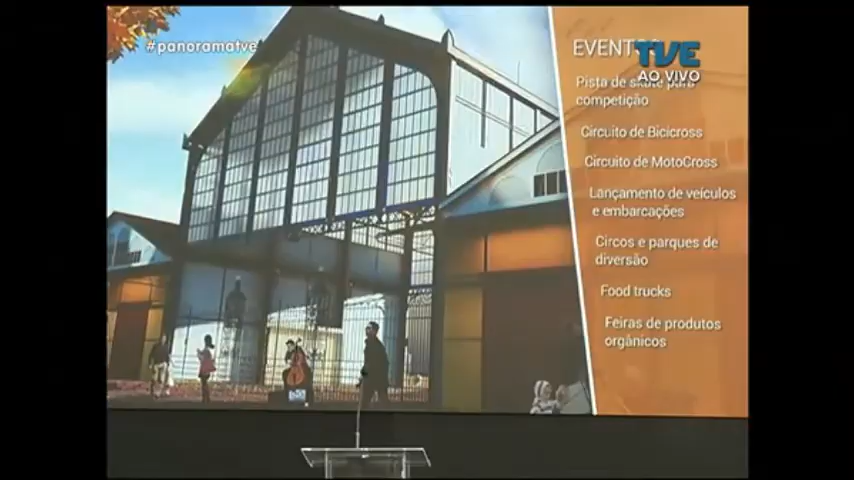 #panoramatve
EVENTOS
TVE
AO VIVO
Pista de skate para
competição
Circuito de Bicicross
Circuito de MotoCross
Lançamento de veículos
e embarcações
Circos e parques de
diversão
Food trucks
Feiras de produtos
orgânicos